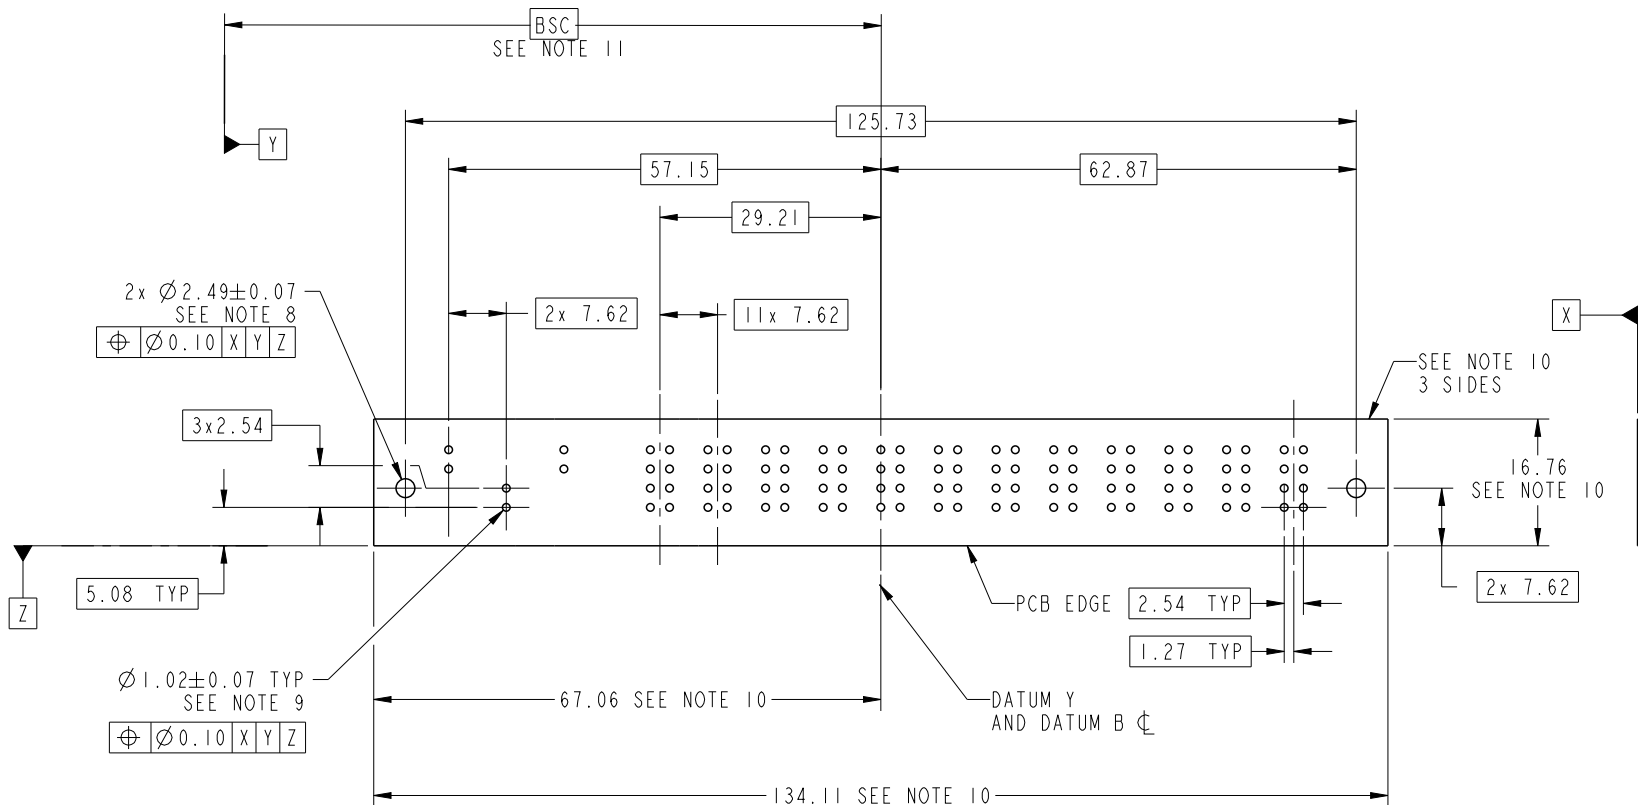 BSC
SEE NOTE 11
125.73
Y
57.15
62.87
29.21
2x Ø2.49±0.07
SEE NOTE 8
⌖ Ø0.10 X Y Z
2x 7.62
11x 7.62
X
SEE NOTE 10
3 SIDES
3x2.54
16.76
SEE NOTE 10
5.08 TYP
Z
PCB EDGE
2.54 TYP
2x 7.62
1.27 TYP
Ø1.02±0.07 TYP
SEE NOTE 9
⌖ Ø0.10 X Y Z
67.06 SEE NOTE 10
DATUM Y
AND DATUM B ℄
134.11 SEE NOTE 10